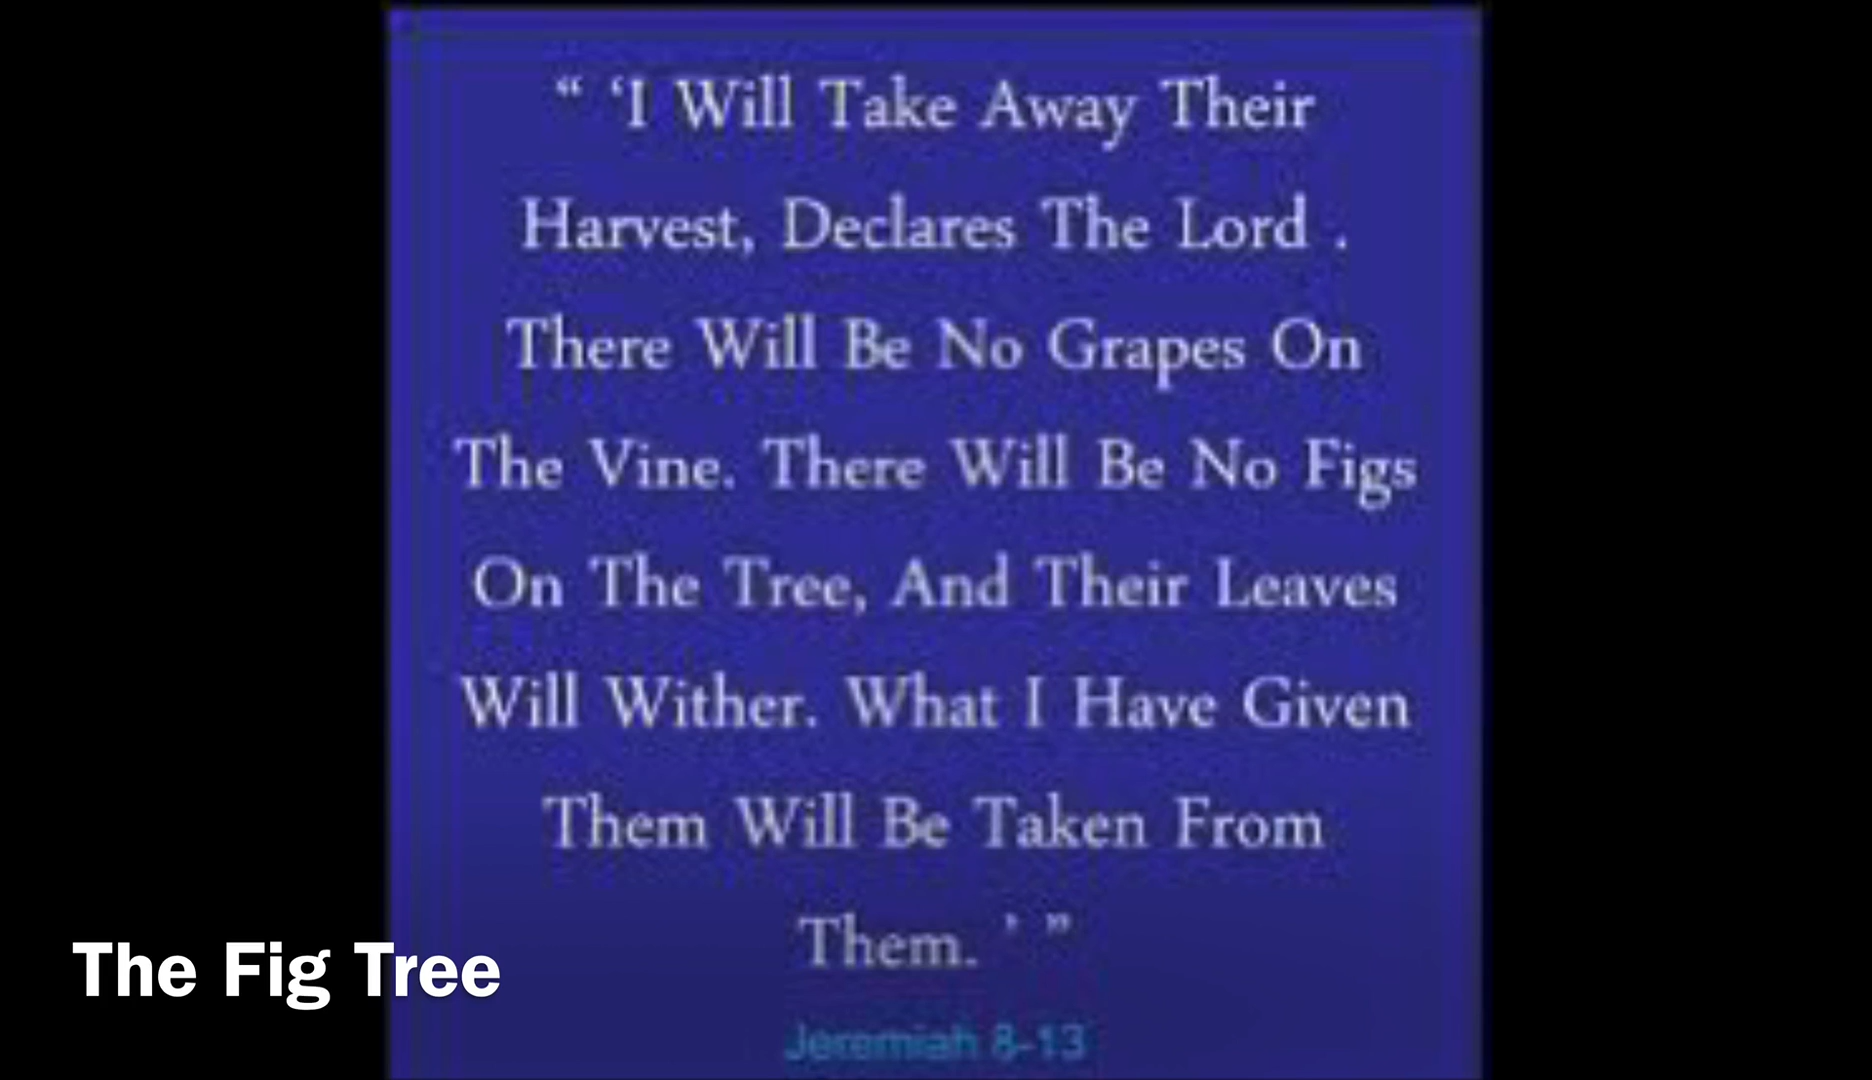 “ ‘I Will Take Away Their
Harvest, Declares The Lord .
There Will Be No Grapes On
The Vine. There Will Be No Figs
On The Tree, And Their Leaves
Will Wither. What I Have Given
Them Will Be Taken From
Them. ’ ”
The Fig Tree
Jeremiah 8-13